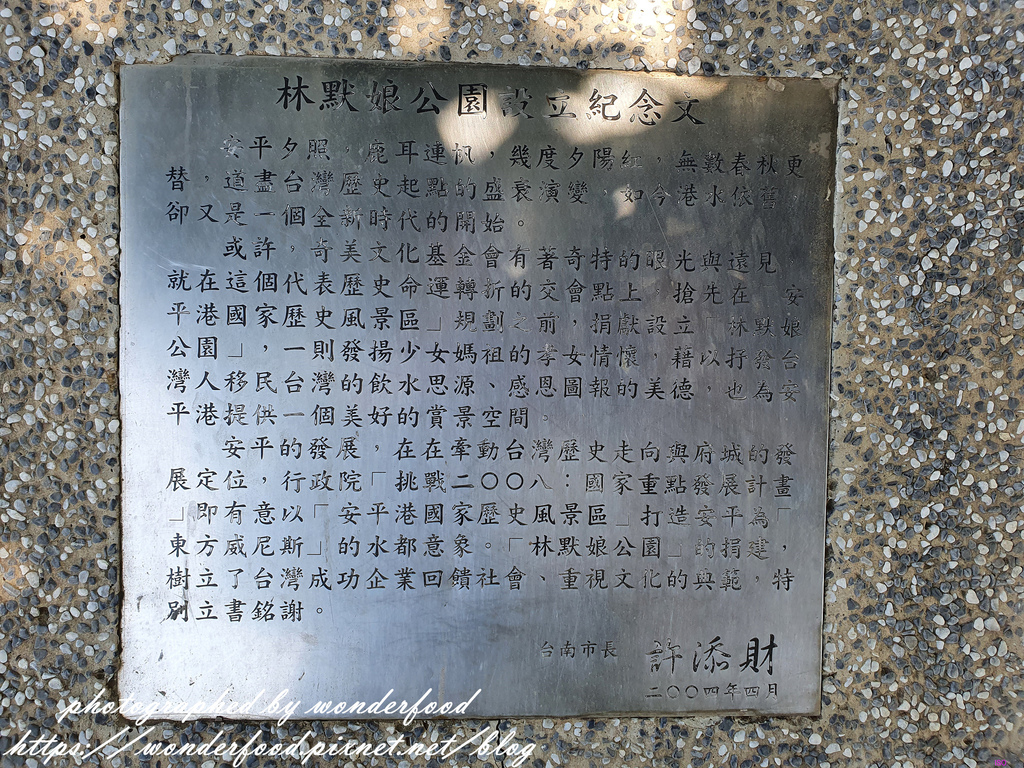 林默娘公園設立紀念文
安平夕照，鹿耳連帆，幾度夕陽紅，無數春秋更
替，道盡台灣歷史起點的盛衰演變，如今港水依舊，
卻又是一個全新時代的開始。
或許，奇美文化基金會有著奇特的眼光與遠見
就在這個代表歷史命運轉折的交會點上，搶先在「安
平港國家歷史風景區」規劃之前，捐獻設立「林默娘
公園」，一則發揚少女媽祖的孝女情懷，藉以抒發台
灣人移民台灣的飲水思源、感恩圖報的美德，也為安
平港提供一個美好的賞景空間。
安平的發展，在在牽動台灣歷史走向與府城的發
展定位，行政院「挑戰二〇〇八：國家重點發展計畫
」即有意以「安平港國家歷史風景區」打造安平為「
東方威尼斯」的水都意象。「林默娘公園」的捐建，
樹立了台灣成功企業回饋社會、重視文化的典範，特
別立書銘謝。
台南市長 許添財
二〇〇四年四月
photographed by wonderfood
https://wonderfood.pixnet.net/blog